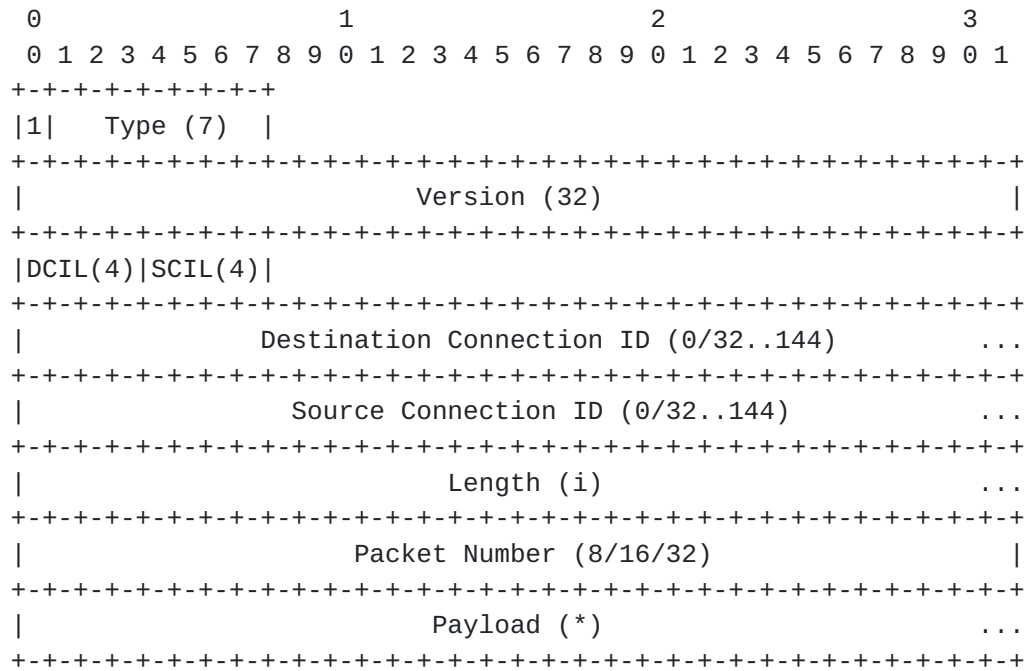 0                   1                   2                   3
 0 1 2 3 4 5 6 7 8 9 0 1 2 3 4 5 6 7 8 9 0 1 2 3 4 5 6 7 8 9 0 1
+-+-+-+-+-+-+-+-+
|1|   Type (7)  |
+-+-+-+-+-+-+-+-+-+-+-+-+-+-+-+-+-+-+-+-+-+-+-+-+-+-+-+-+-+-+-+-+
|                         Version (32)                          |
+-+-+-+-+-+-+-+-+-+-+-+-+-+-+-+-+-+-+-+-+-+-+-+-+-+-+-+-+-+-+-+-+
|DCIL(4)|SCIL(4)|
+-+-+-+-+-+-+-+-+-+-+-+-+-+-+-+-+-+-+-+-+-+-+-+-+-+-+-+-+-+-+-+-+
|               Destination Connection ID (0/32..144)         ...
+-+-+-+-+-+-+-+-+-+-+-+-+-+-+-+-+-+-+-+-+-+-+-+-+-+-+-+-+-+-+-+-+
|                 Source Connection ID (0/32..144)            ...
+-+-+-+-+-+-+-+-+-+-+-+-+-+-+-+-+-+-+-+-+-+-+-+-+-+-+-+-+-+-+-+-+
|                           Length (i)                        ...
+-+-+-+-+-+-+-+-+-+-+-+-+-+-+-+-+-+-+-+-+-+-+-+-+-+-+-+-+-+-+-+-+
|                     Packet Number (8/16/32)                   |
+-+-+-+-+-+-+-+-+-+-+-+-+-+-+-+-+-+-+-+-+-+-+-+-+-+-+-+-+-+-+-+-+
|                          Payload (*)                        ...
+-+-+-+-+-+-+-+-+-+-+-+-+-+-+-+-+-+-+-+-+-+-+-+-+-+-+-+-+-+-+-+-+